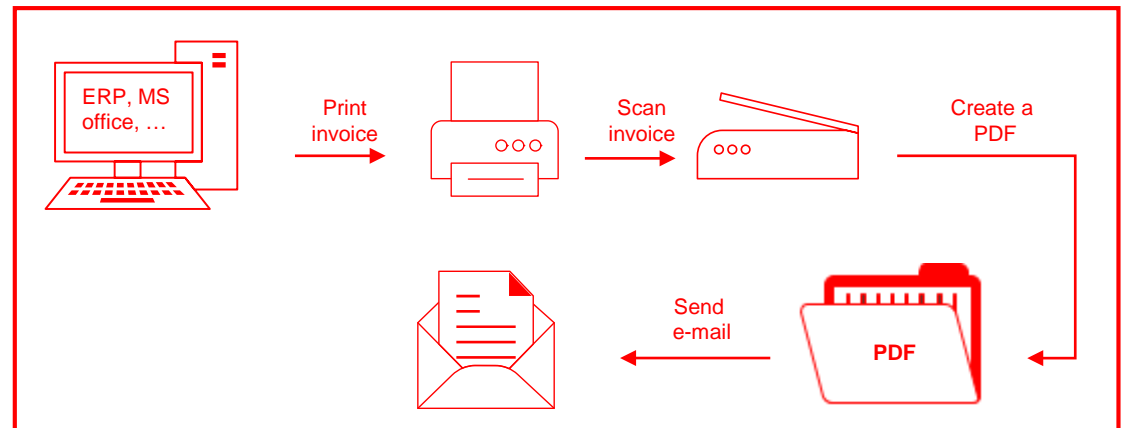 ERP, MS
office, …
Print
invoice
Scan
invoice
Create a
PDF
Send
e-mail
PDF